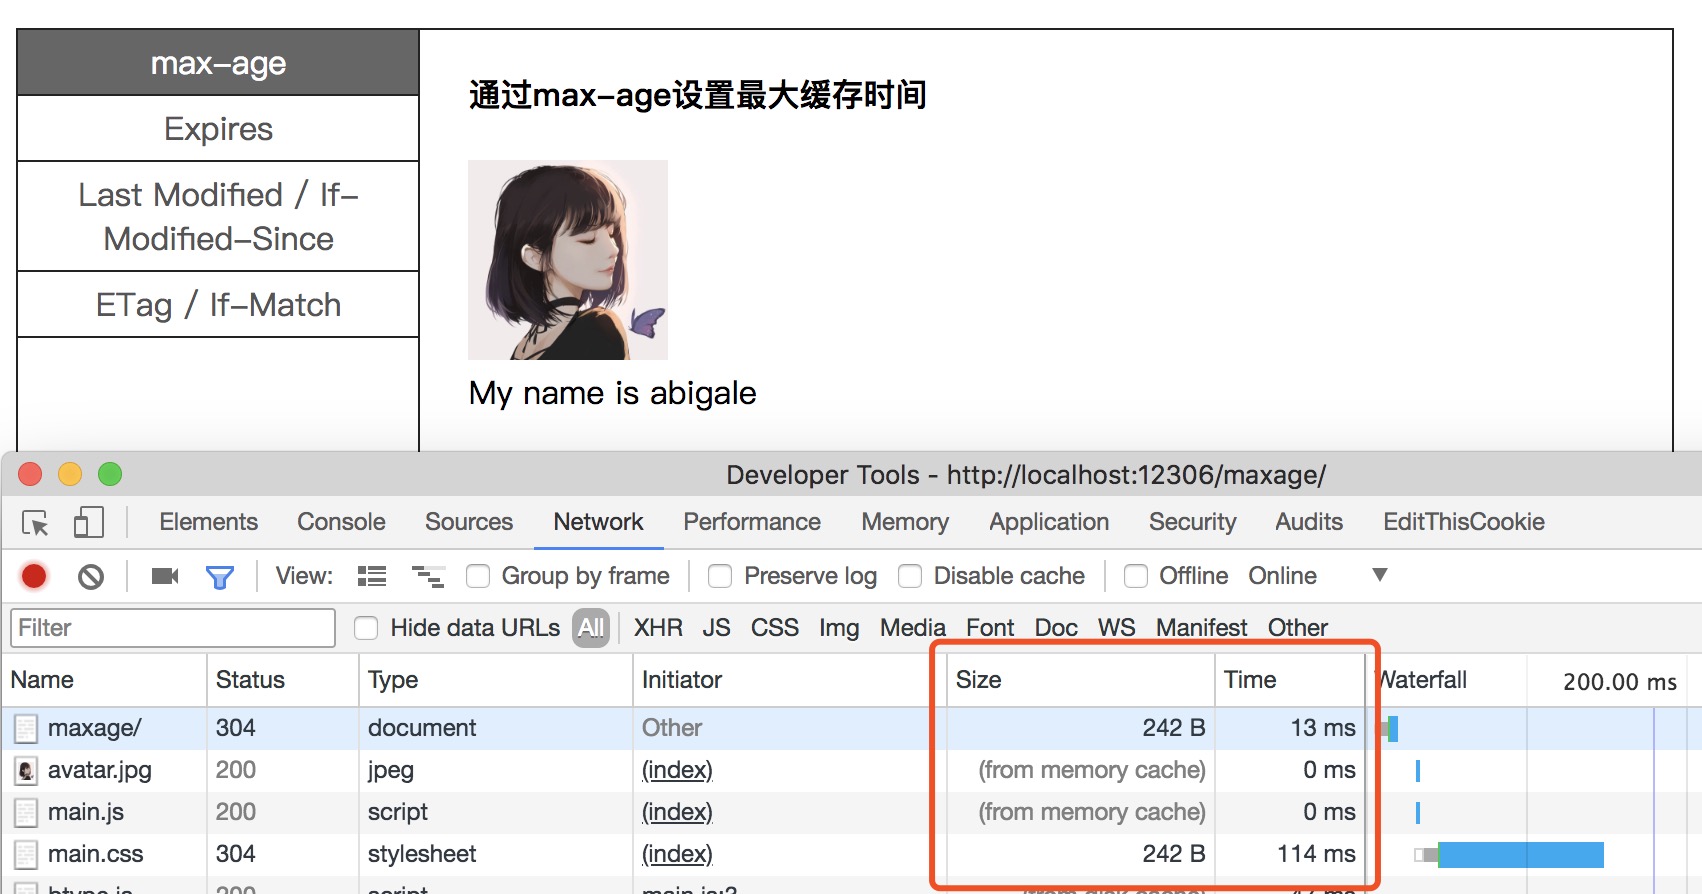 max-age
Expires
Last Modified / If-
Modified-Since
ETag / If-Match
通过max-age设置最大缓存时间
My name is abigale
Developer Tools - http://localhost:12306/maxage/
Elements Console Sources Network Performance Memory Application Security Audits EditThisCookie
View: Group by frame Preserve log Disable cache Offline Online
Filter Hide data URLs All XHR JS CSS Img Media Font Doc WS Manifest Other
Name Status Type Initiator Size Time Waterfall 200.00 ms
maxage/ 304 document Other 242 B 13 ms
avatar.jpg 200 jpeg (index) (from memory cache) 0 ms
main.js 200 script (index) (from memory cache) 0 ms
main.css 304 stylesheet (index) 242 B 114 ms
200 script main.js:2 (from disk cache)